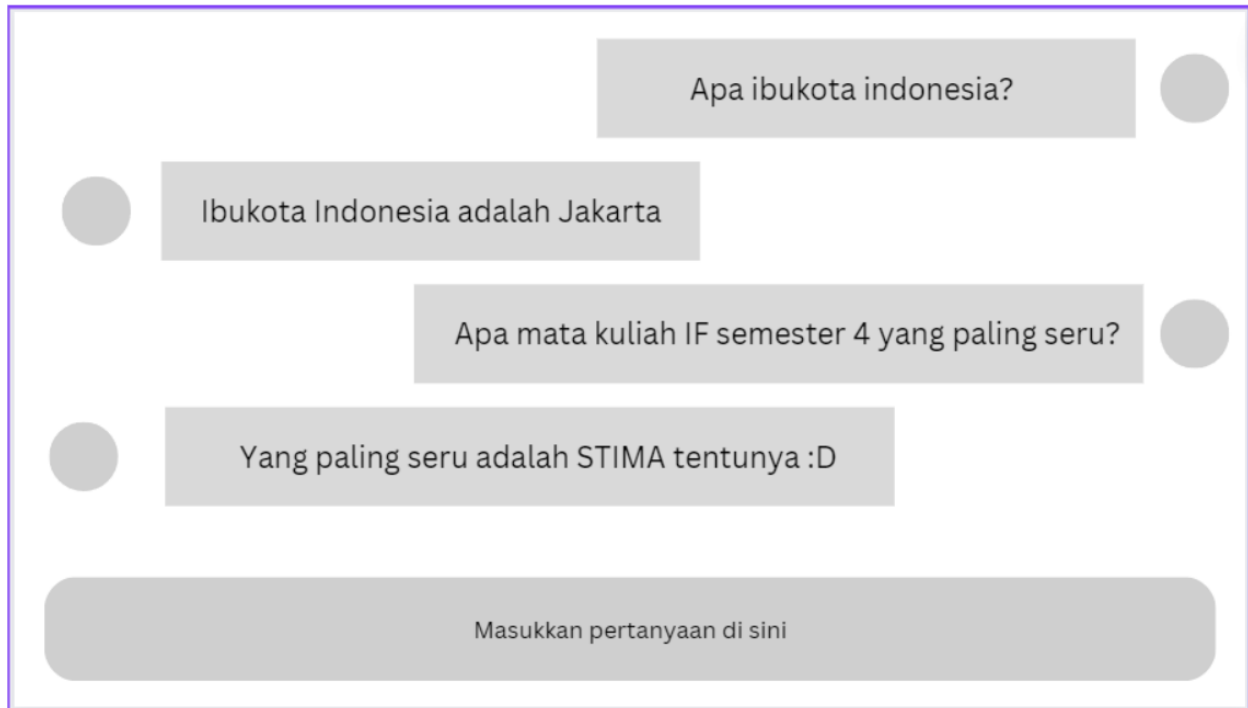 Apa ibukota indonesia?
Ibukota Indonesia adalah Jakarta
Apa mata kuliah IF semester 4 yang paling seru?
Yang paling seru adalah STIMA tentunya :D
Masukkan pertanyaan di sini